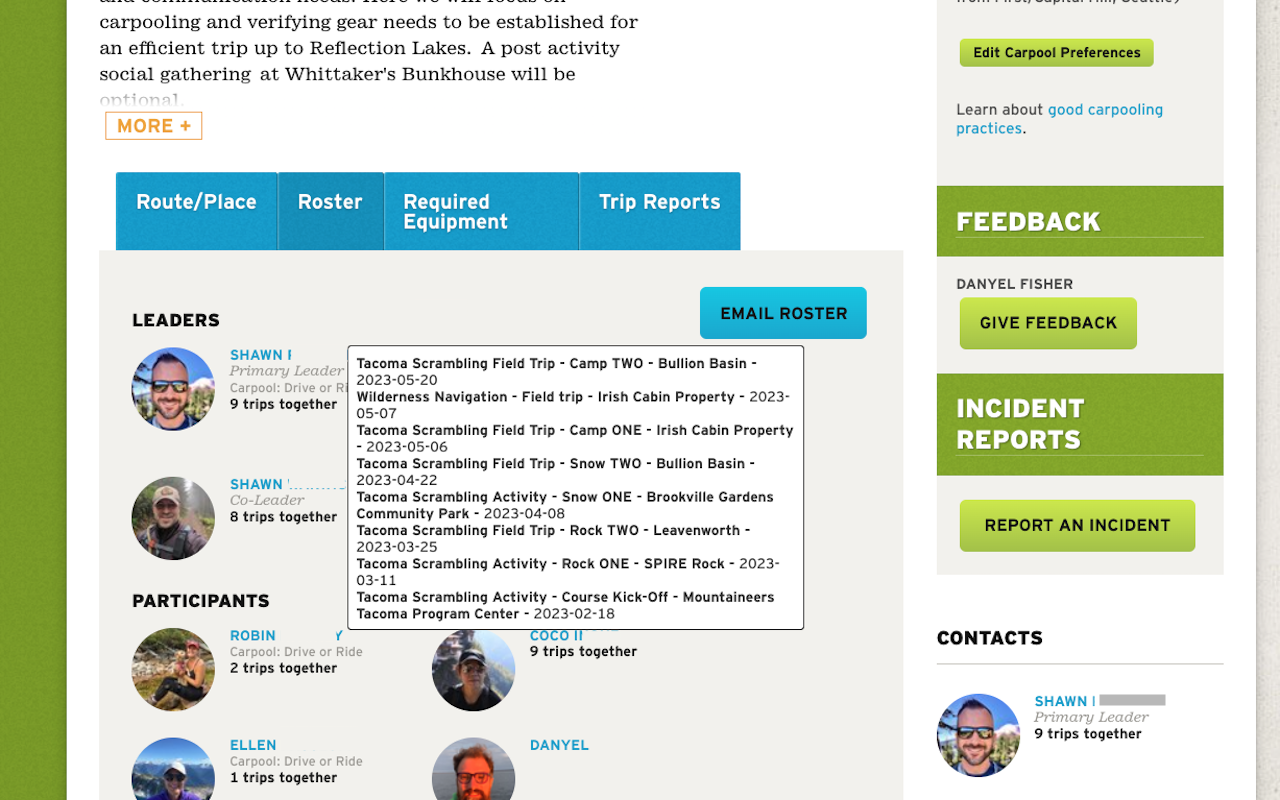 carpooling and verifying gear needs to be established for
an efficient trip up to Reflection Lakes. A post activity
social gathering at Whittaker's Bunkhouse will be
optional.
MORE +
Route/Place
Roster
Required
Equipment
Trip Reports
EMAIL ROSTER
LEADERS
SHAWN
Primary Leader
Carpool: Drive or
9 trips together
Tacoma Scrambling Field Trip - Camp TWO - Bullion Basin -
2023-05-20
Wilderness Navigation - Field trip - Irish Cabin Property - 2023-
05-07
Tacoma Scrambling Field Trip - Camp ONE - Irish Cabin Property
- 2023-05-06
Tacoma Scrambling Field Trip - Snow TWO - Bullion Basin -
2023-04-22
Tacoma Scrambling Activity - Snow ONE - Brookville Gardens
Community Park - 2023-04-08
Tacoma Scrambling Field Trip - Rock TWO - Leavenworth -
2023-03-25
Tacoma Scrambling Activity - Rock ONE - SPIRE Rock - 2023-
03-11
Tacoma Scrambling Activity - Course Kick-Off - Mountaineers
Tacoma Program Center - 2023-02-18
SHAWN
Co-Leader
8 trips together
PARTICIPANTS
ROBIN Y
Carpool: Drive or Ride
2 trips together
COCO
9 trips together
ELLEN
Carpool: Drive or Ride
1 trips together
DANYEL
Edit Carpool Preferences
Learn about good carpooling
practices.
FEEDBACK
DANYEL FISHER
GIVE FEEDBACK
INCIDENT
REPORTS
REPORT AN INCIDENT
CONTACTS
SHAWN
Primary Leader
9 trips together